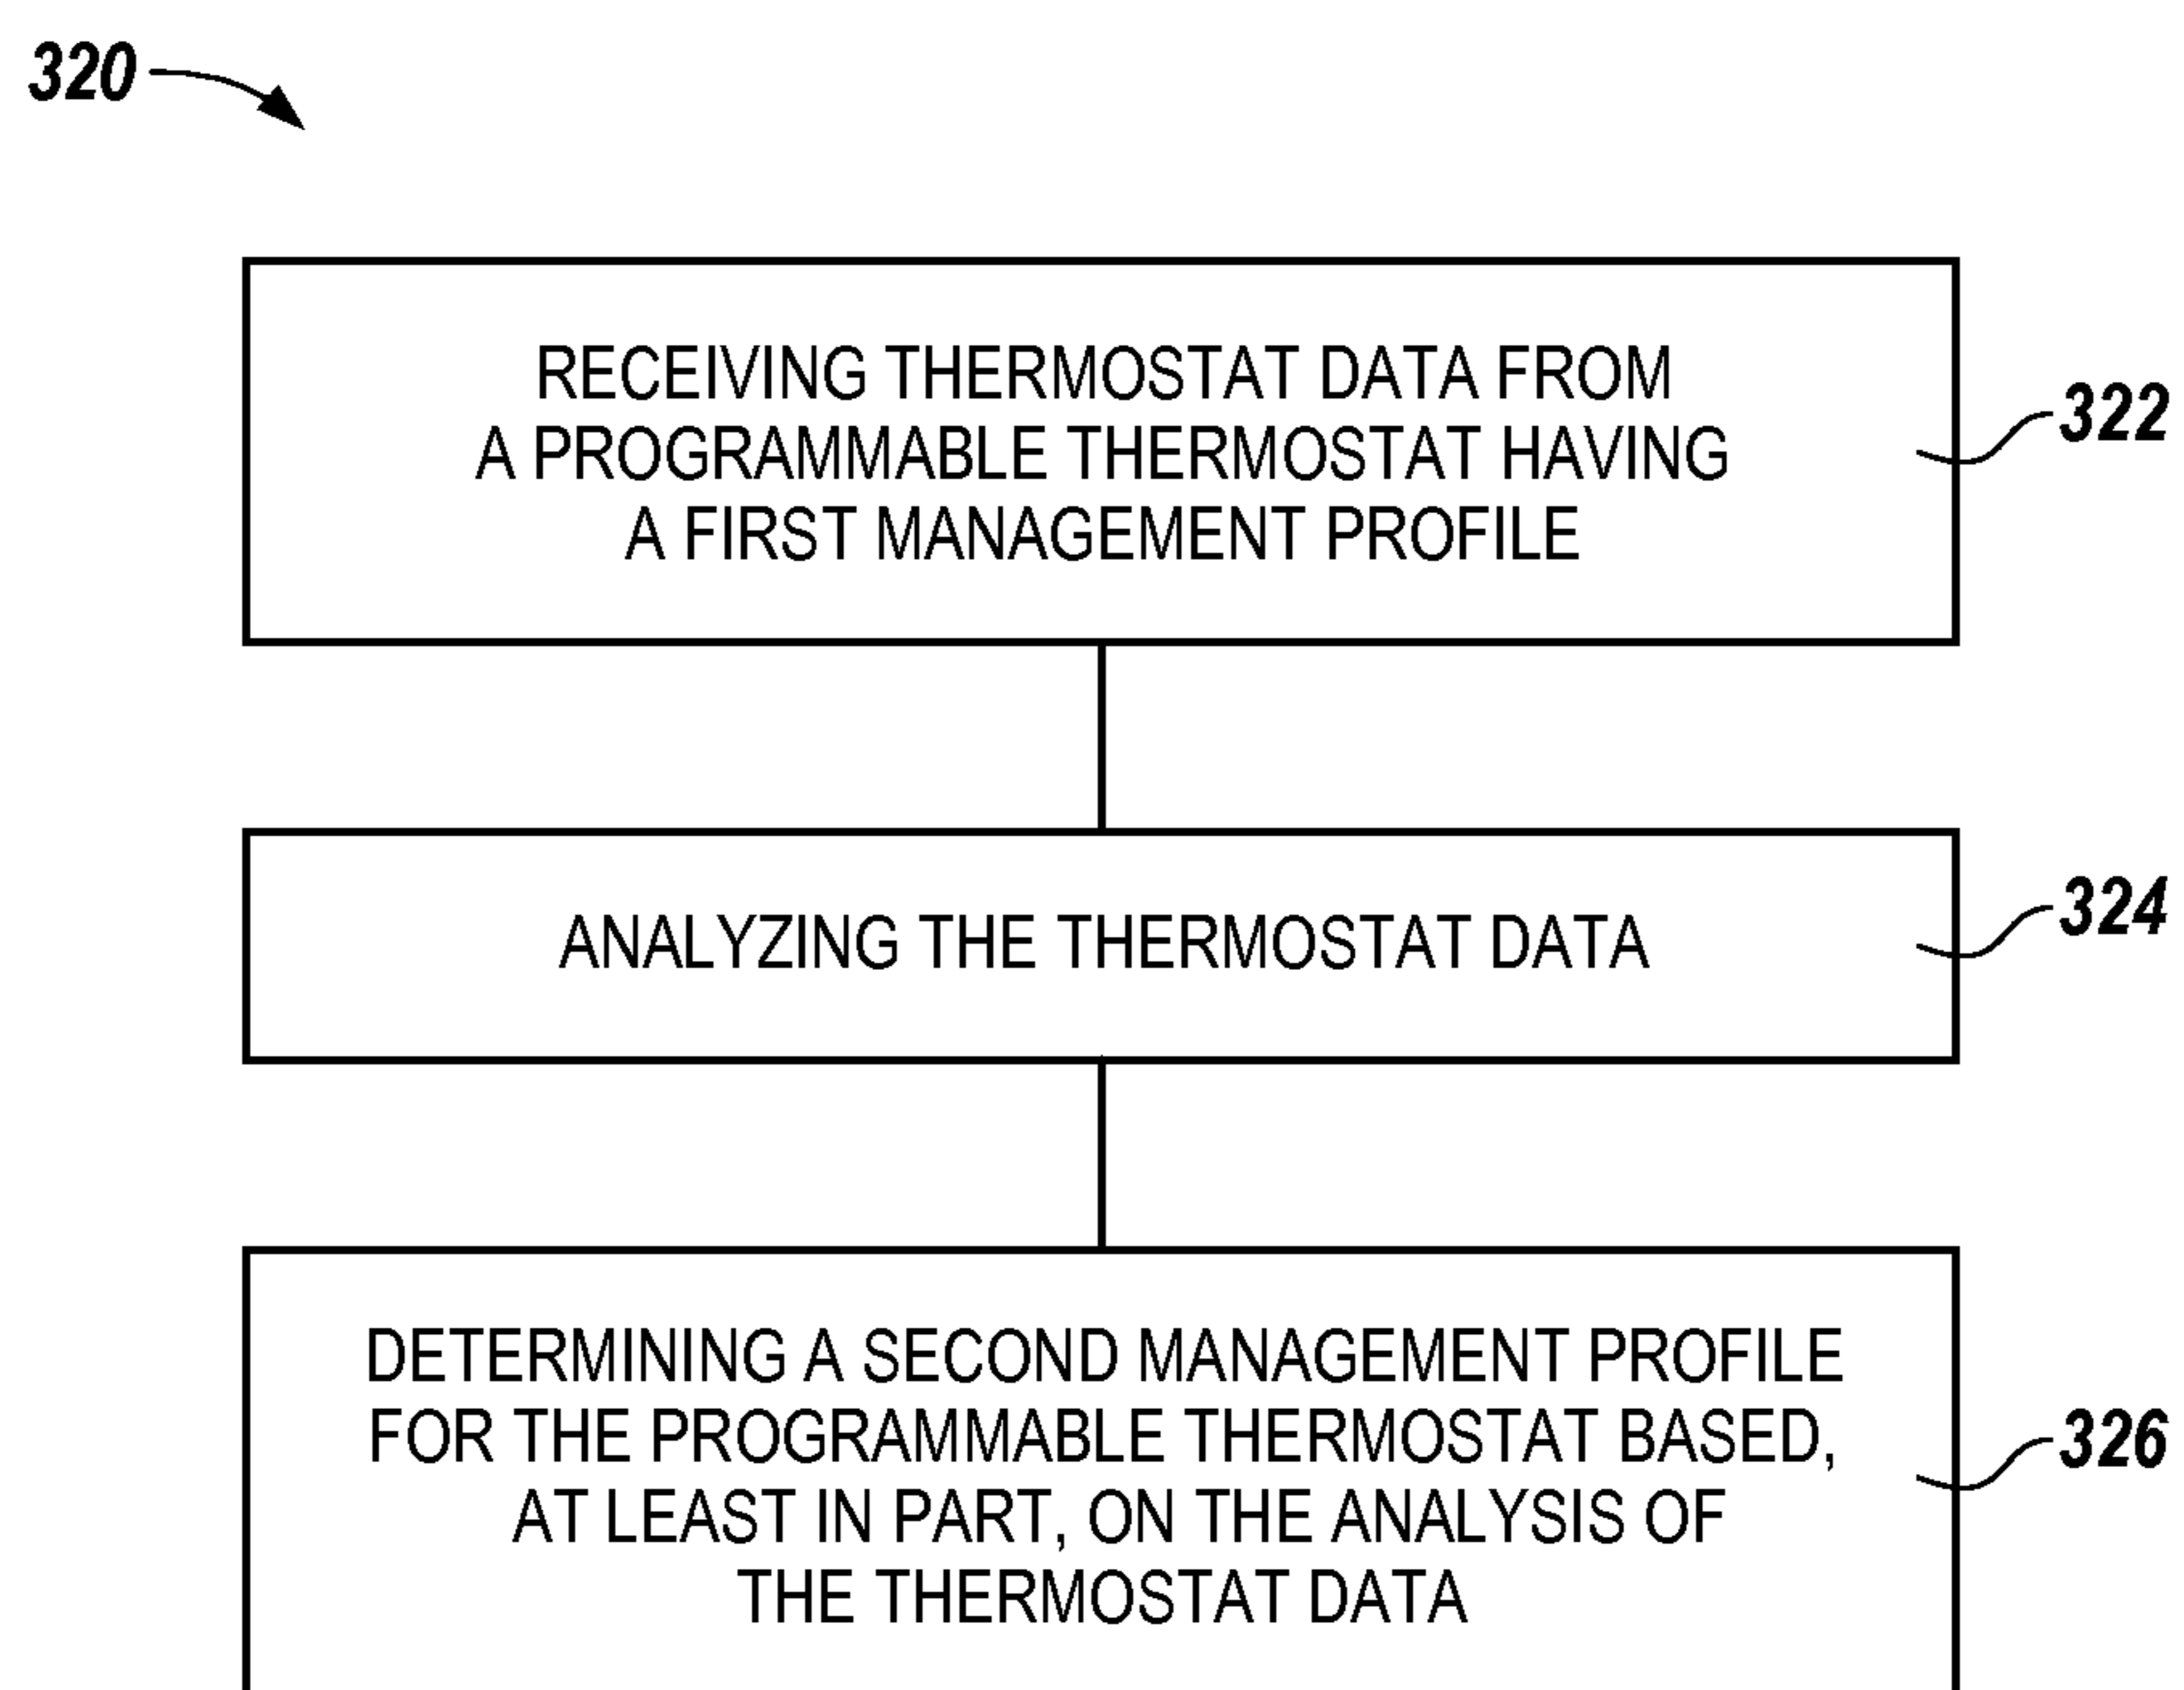 320
RECEIVING THERMOSTAT DATA FROM
A PROGRAMMABLE THERMOSTAT HAVING
A FIRST MANAGEMENT PROFILE
322
ANALYZING THE THERMOSTAT DATA
324
DETERMINING A SECOND MANAGEMENT PROFILE
FOR THE PROGRAMMABLE THERMOSTAT BASED,
AT LEAST IN PART, ON THE ANALYSIS OF
THE THERMOSTAT DATA
326